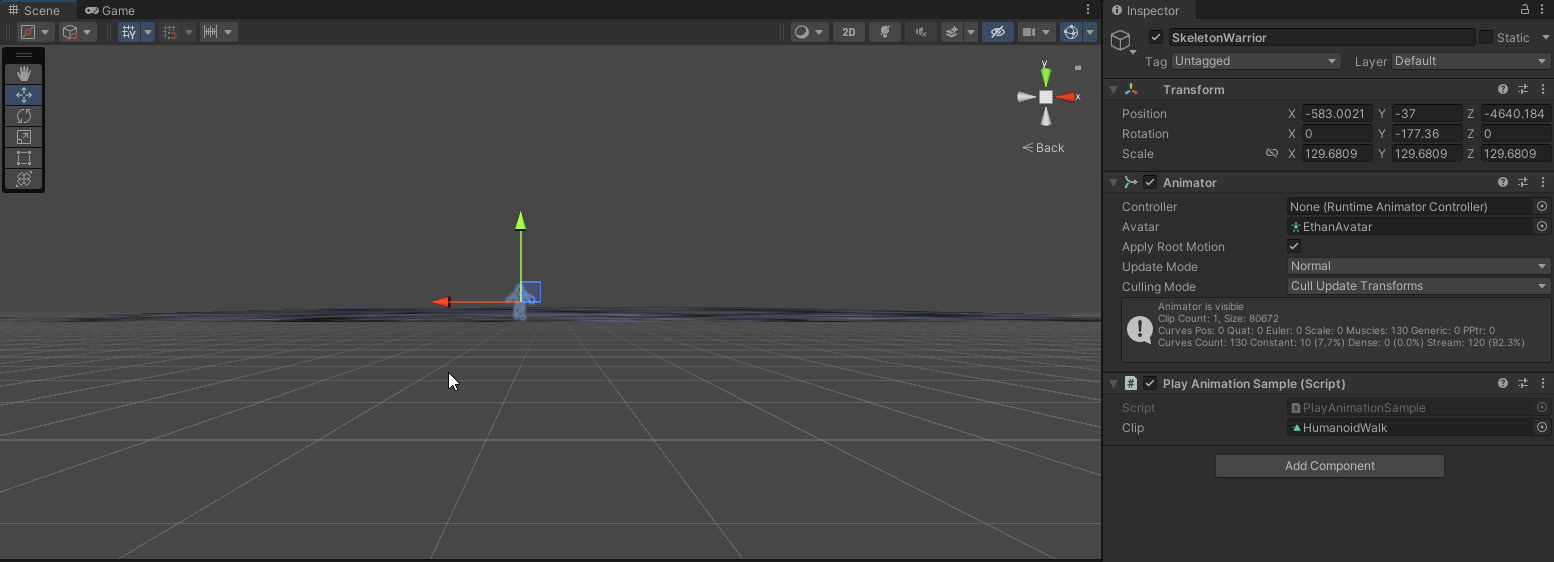 Scene
Game
2D
y
x
Back
Inspector
SkeletonWarrior
Static
Tag Untagged Layer Default
Transform
Position X -583.0021 Y -37 Z -4640.184
Rotation X 0 Y -177.36 Z 0
Scale X 129.6809 Y 129.6809 Z 129.6809
Animator
Controller None (Runtime Animator Controller)
Avatar EthanAvatar
Apply Root Motion
Update Mode Normal
Culling Mode Cull Update Transforms
Animator is visible
Clip Count: 1, Size: 80672
Curves Pos: 0 Quat: 0 Euler: 0 Scale: 0 Muscles: 130 Generic: 0 PPtr: 0
Curves Count: 130 Constant: 10 (7.7%) Dense: 0 (0.0%) Stream: 120 (92.3%)
# Play Animation Sample (Script)
Script PlayAnimationSample
Clip HumanoidWalk
Add Component